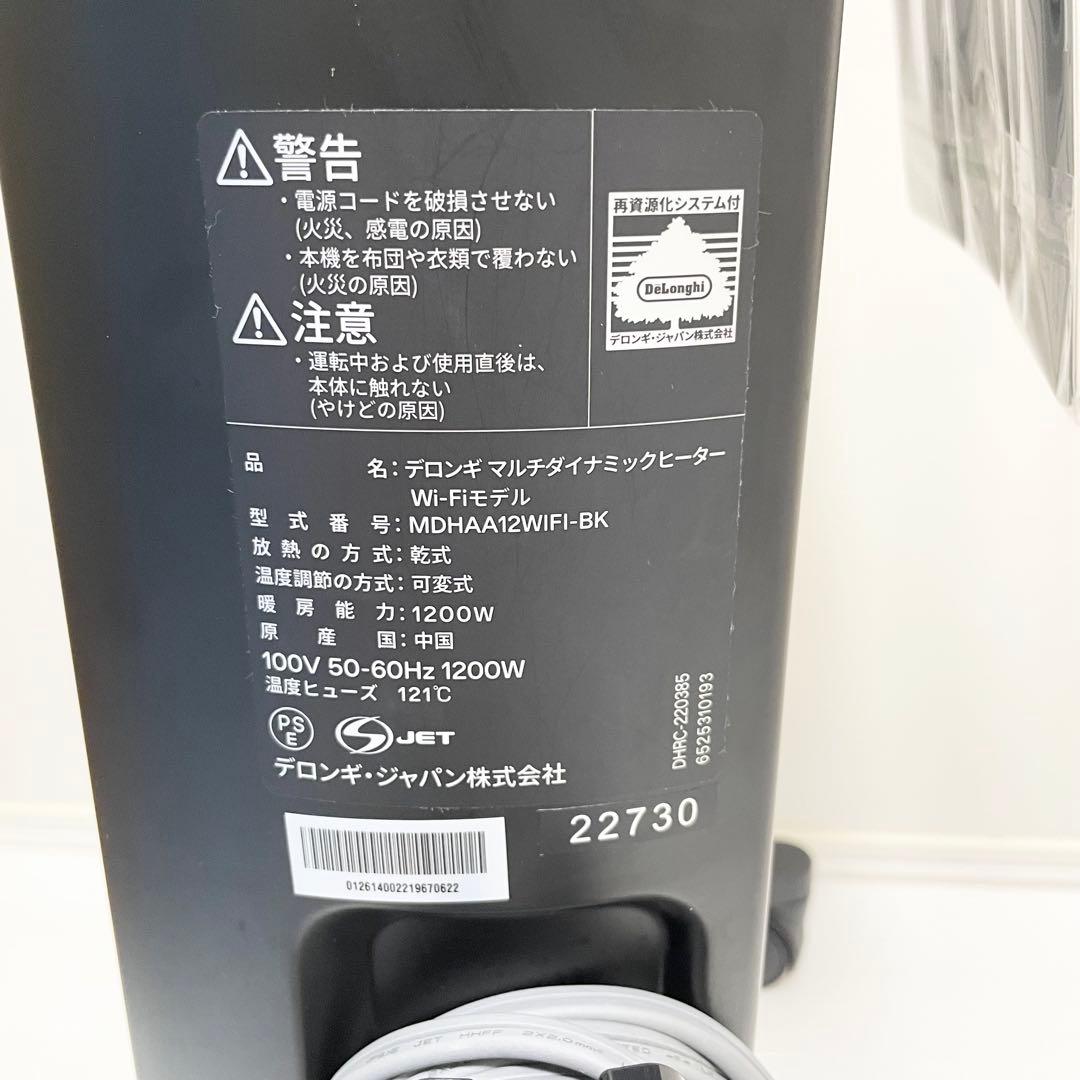 警告
・電源コードを破損させない
(火災、感電の原因)
・本機を布団や衣類で覆わない
(火災の原因)
注意
・運転中および使用直後は、
本体に触れない
(やけどの原因)
再資源化システム付
DeLonghi
デロンギ・ジャパン株式会社
品 名:デロンギ マルチダイナミックヒーター
Wi-Fiモデル
型式番号:MDHAA12WIFI-BK
放熱の方式:乾式
温度調節の方式:可変式
暖房能力:1200W
原産国:中国
100V 50-60Hz 1200W
温度ヒューズ 121℃
PS
E
JET
デロンギ・ジャパン株式会社
DHRC-220385
6525310193
22730
012614002219670622
JET HHFF 2X2.0mm²